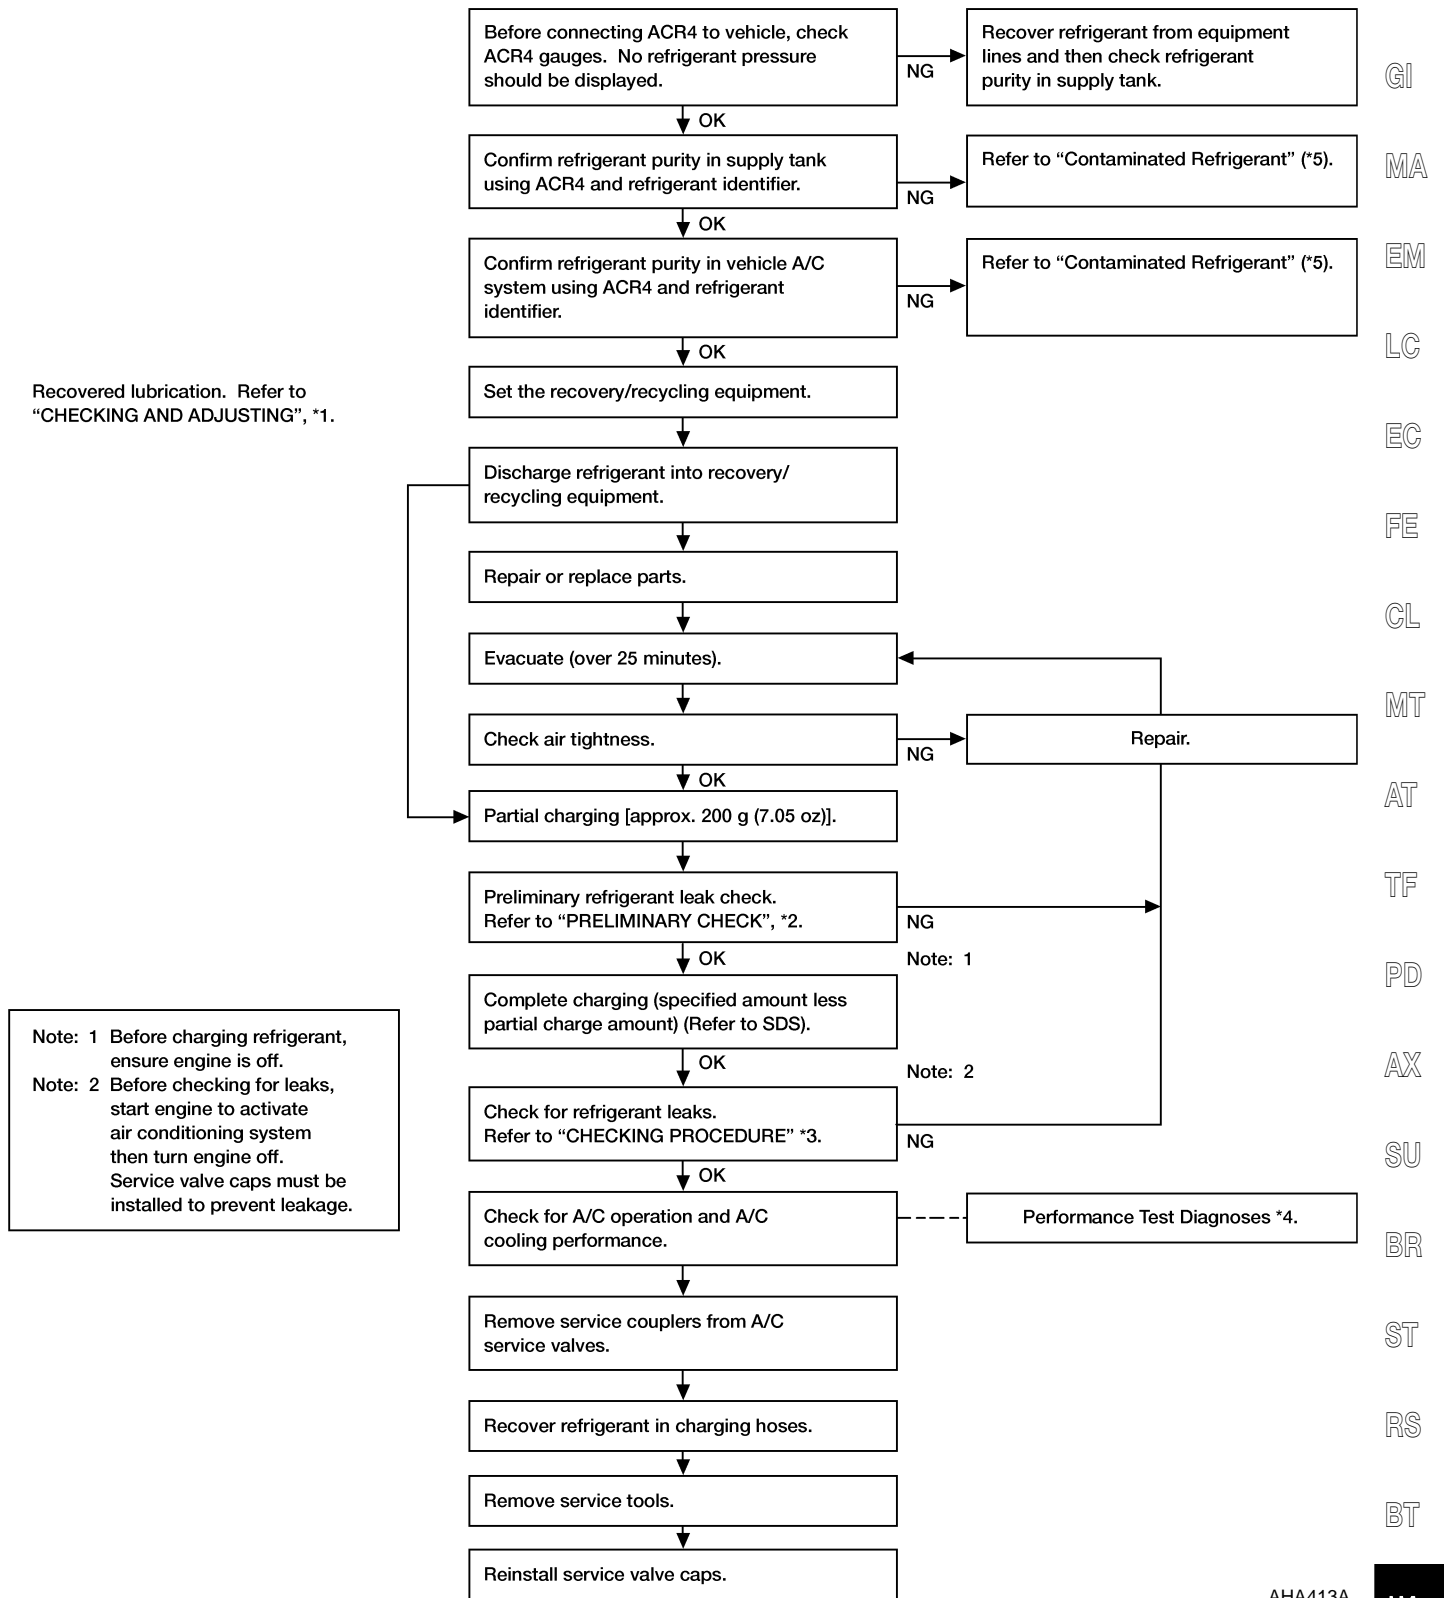 Before connecting ACR4 to vehicle, check
ACR4 gauges. No refrigerant pressure
should be displayed.
NG
Recover refrigerant from equipment
lines and then check refrigerant
purity in supply tank.
GI
OK
Confirm refrigerant purity in supply tank
using ACR4 and refrigerant identifier.
NG
Refer to “Contaminated Refrigerant” (*5).
MA
OK
Confirm refrigerant purity in vehicle A/C
system using ACR4 and refrigerant
identifier.
NG
Refer to “Contaminated Refrigerant” (*5).
EM
OK
LC
Recovered lubrication. Refer to
“CHECKING AND ADJUSTING”, *1.
Set the recovery/recycling equipment.
EC
Discharge refrigerant into recovery/
recycling equipment.
FE
Repair or replace parts.
CL
Evacuate (over 25 minutes).
MT
Check air tightness.
NG
Repair.
OK
AT
Partial charging [approx. 200 g (7.05 oz)].
Preliminary refrigerant leak check.
Refer to “PRELIMINARY CHECK”, *2.
NG
TF
OK
Note: 1
PD
Complete charging (specified amount less
partial charge amount) (Refer to SDS).
OK
Note: 2
AX
Note: 1 Before charging refrigerant,
ensure engine is off.
Note: 2 Before checking for leaks,
start engine to activate
air conditioning system
then turn engine off.
Service valve caps must be
installed to prevent leakage.
Check for refrigerant leaks.
Refer to “CHECKING PROCEDURE” *3.
NG
SU
OK
Check for A/C operation and A/C
cooling performance.
Performance Test Diagnoses *4.
BR
Remove service couplers from A/C
service valves.
ST
Recover refrigerant in charging hoses.
RS
Remove service tools.
BT
Reinstall service valve caps.
AHA413A